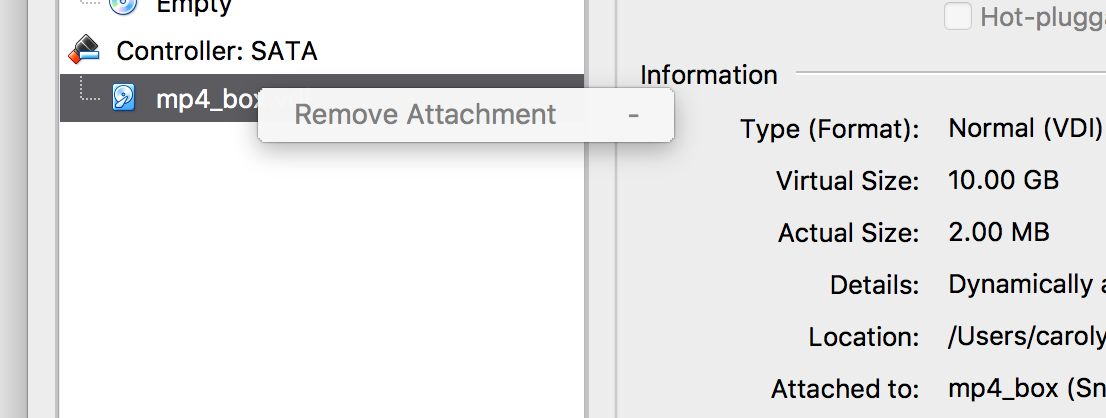 Empty
Controller: SATA
mp4_box
Remove Attachment -
Hot-plugg
Information
Type (Format): Normal (VDI)
Virtual Size: 10.00 GB
Actual Size: 2.00 MB
Details: Dynamically a
Location: /Users/caroly
Attached to: mp4_box (Sn